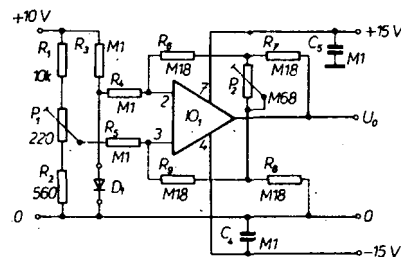 +10 V
+15 V
R₁
10k
R₃
M1
R₆
M18
R₇
M18
C₅
M1
R₄
M1
2
7
P₂
M68
P₁
220
R₅
M1
3
IO₁
4
U₀
R₂
560
D₁
R₉
M18
R₈
M18
0
0
C₄
M1
−15 V